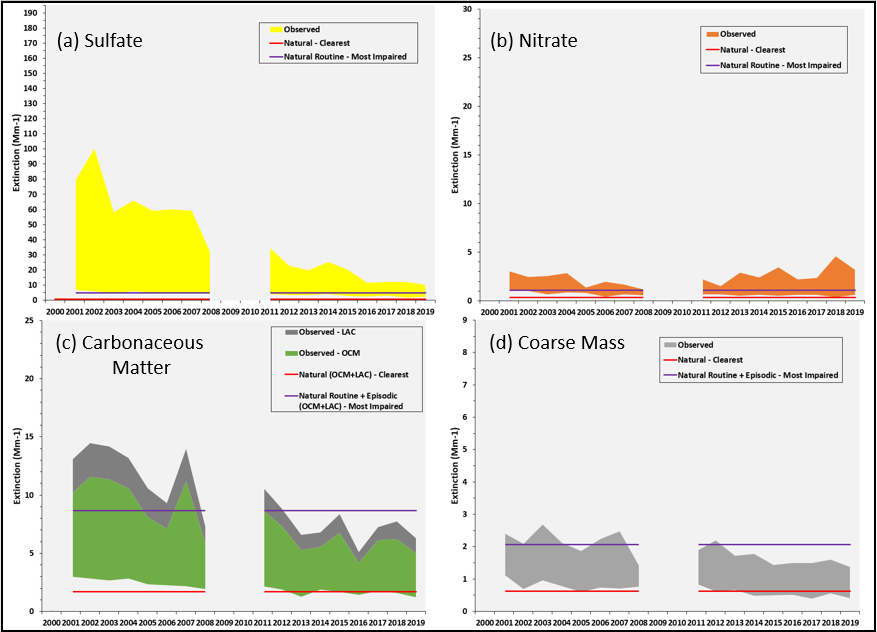 (a) Sulfate
Observed
Natural - Clearest
Natural Routine - Most Impaired
Extinction (Mm-1)
190
180
170
160
150
140
130
120
110
100
90
80
70
60
50
40
30
20
10
0
2000 2001 2002 2003 2004 2005 2006 2007 2008 2009 2010 2011 2012 2013 2014 2015 2016 2017 2018 2019
(b) Nitrate
Observed
Natural - Clearest
Natural Routine - Most Impaired
Extinction (Mm-1)
30
25
20
15
10
5
0
2000 2001 2002 2003 2004 2005 2006 2007 2008 2009 2010 2011 2012 2013 2014 2015 2016 2017 2018 2019
(c) Carbonaceous
Matter
Observed - LAC
Observed - OCM
Natural (OCM+LAC) - Clearest
Natural Routine + Episodic
(OCM+LAC) - Most Impaired
Extinction (Mm-1)
25
20
15
10
5
0
2000 2001 2002 2003 2004 2005 2006 2007 2008 2009 2010 2011 2012 2013 2014 2015 2016 2017 2018 2019
(d) Coarse Mass
Observed
Natural - Clearest
Natural Routine + Episodic - Most Impaired
Extinction (Mm-1)
9
8
7
6
5
4
3
2
1
0
2000 2001 2002 2003 2004 2005 2006 2007 2008 2009 2010 2011 2012 2013 2014 2015 2016 2017 2018 2019